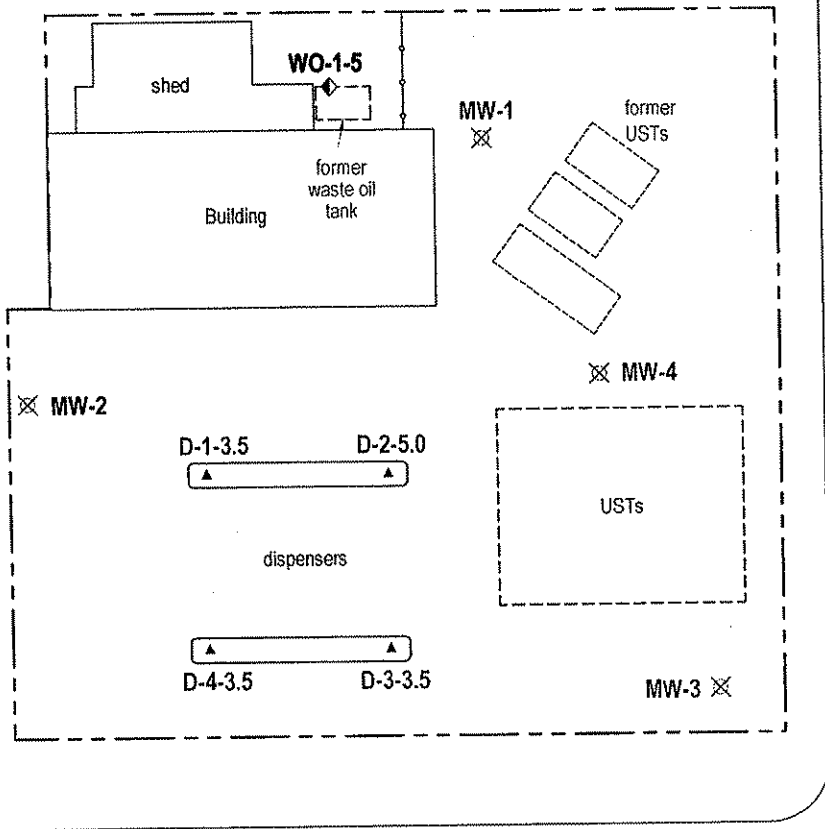 WO-1-5
shed
MW-1
former
USTs
former
waste oil
tank
Building
MW-4
MW-2
D-1-3.5
D-2-5.0
USTs
dispensers
D-4-3.5
D-3-3.5
MW-3